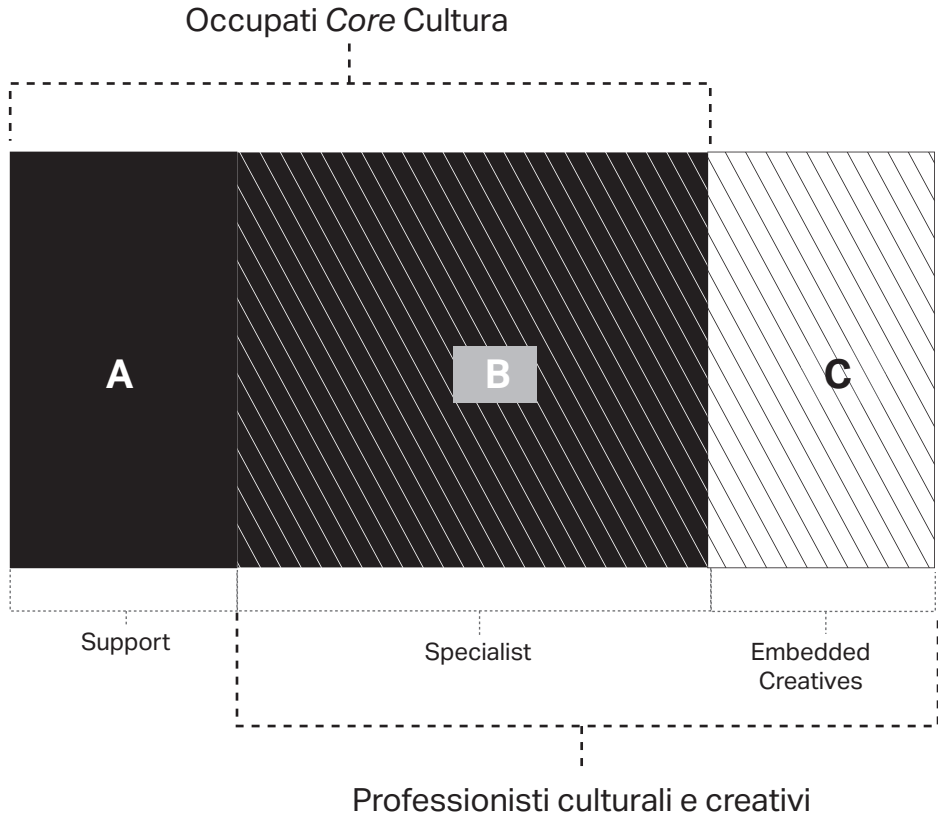 Occupati Core Cultura
A
B
C
Support
Specialist
Embedded
Creatives
Professionisti culturali e creativi